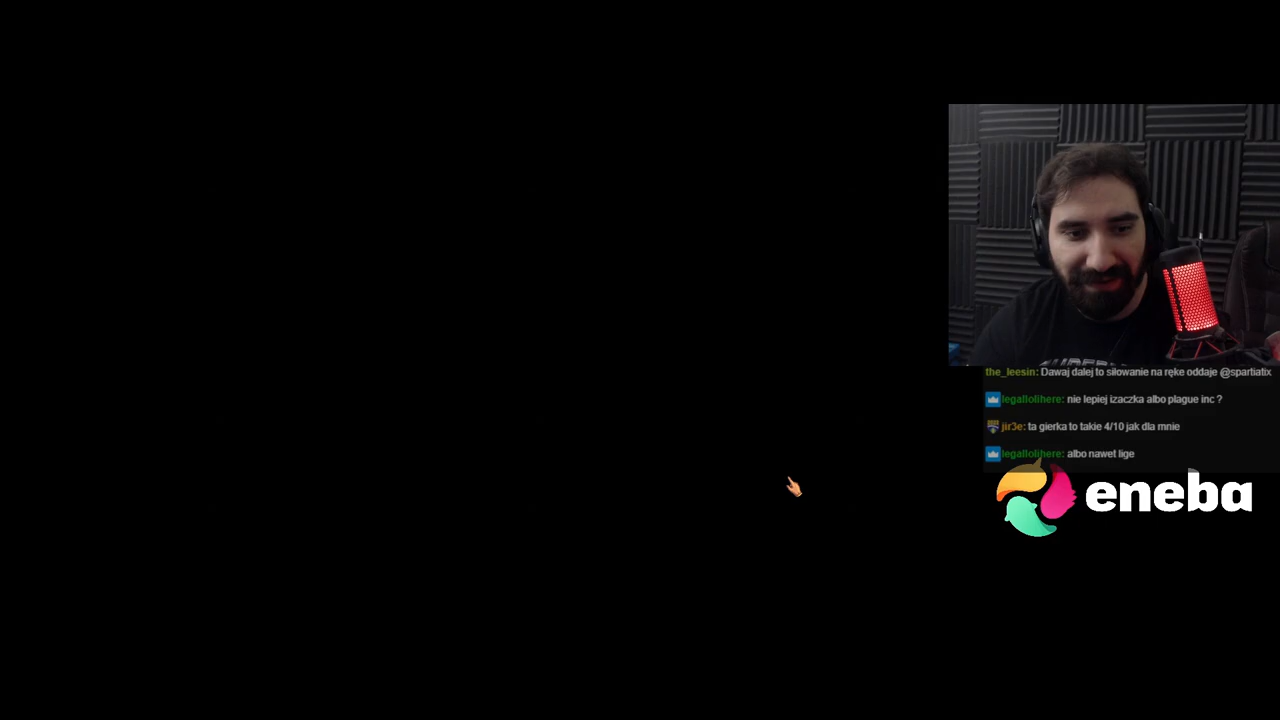 the_leesin: Dawaj dalej to siłowanie na ręke oddaje @spartiatix
legallolihere: nie lepiej izaczka albo plague inc ?
jir3e: ta gierka to takie 4/10 jak dla mnie
legallolihere: albo nawet lige
eneba